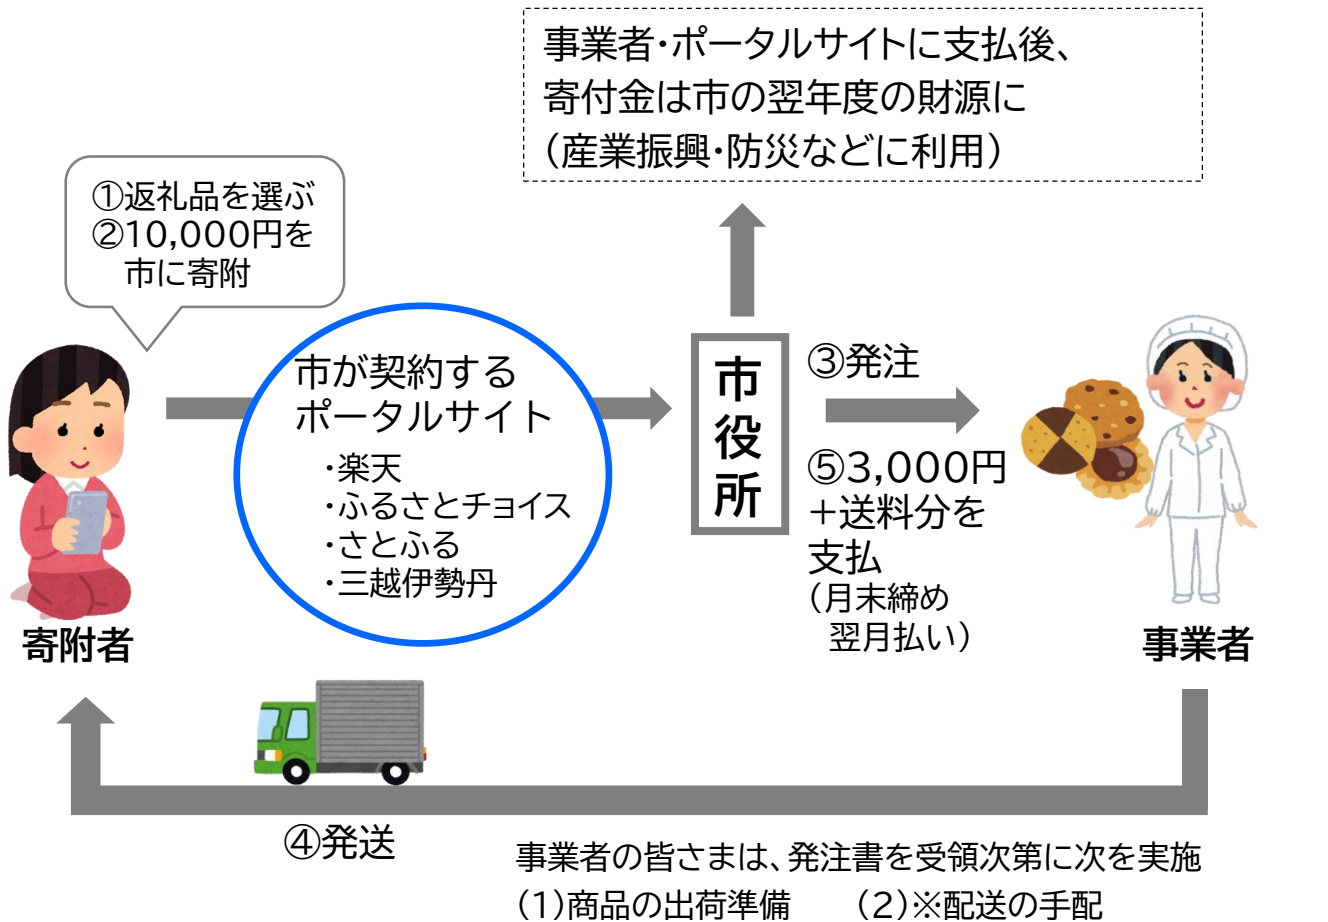 事業者・ポータルサイトに支払後、
寄付金は市の翌年度の財源に
（産業振興・防災などに利用）
①返礼品を選ぶ
②10,000円を
市に寄附
市が契約する
ポータルサイト
・楽天
・ふるさとチョイス
・さとふる
・三越伊勢丹
市役所
③発注
⑤3,000円
＋送料分を
支払
（月末締め
翌月払い）
寄附者
事業者
④発送
事業者の皆さまは、発注書を受領次第に次を実施
（1）商品の出荷準備　（2）※配送の手配